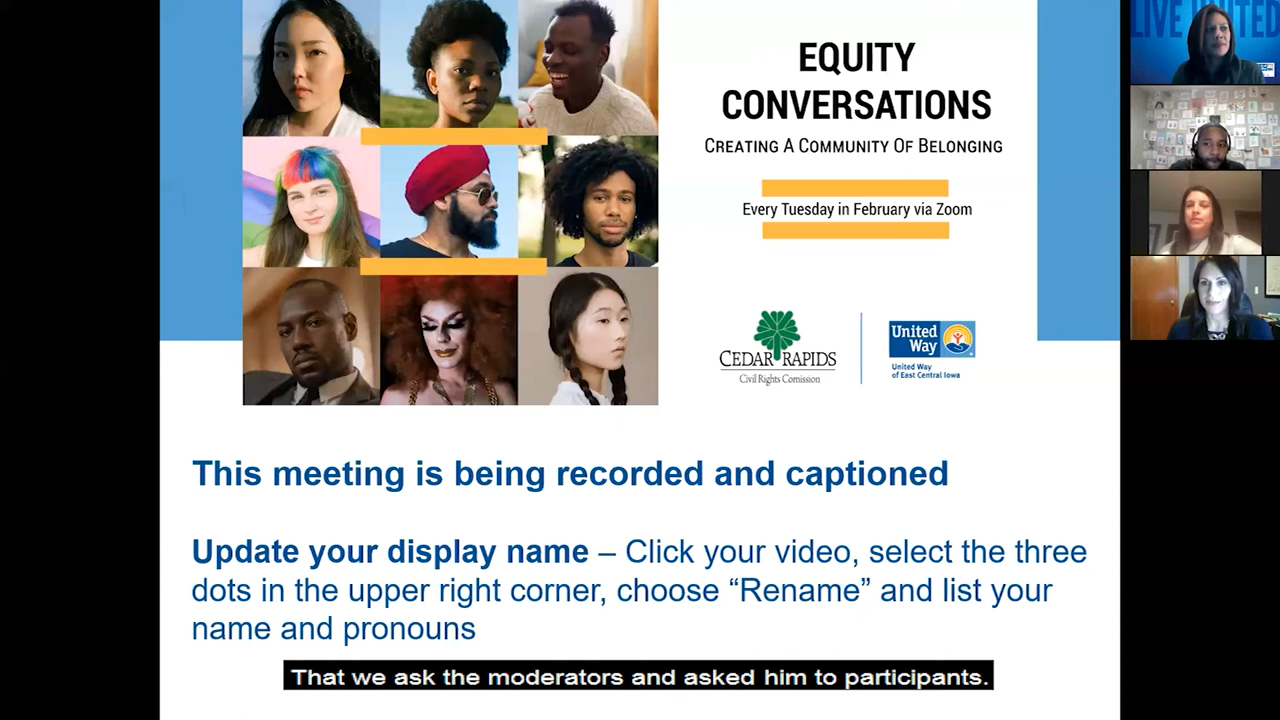 EQUITY
CONVERSATIONS
CREATING A COMMUNITY OF BELONGING
Every Tuesday in February via Zoom
CEDAR RAPIDS
Civil Rights Comission
United
Way
United Way
of East Central Iowa
LIVE UNITED
This meeting is being recorded and captioned
Update your display name – Click your video, select the three
dots in the upper right corner, choose “Rename” and list your
name and pronouns
That we ask the moderators and asked him to participants.